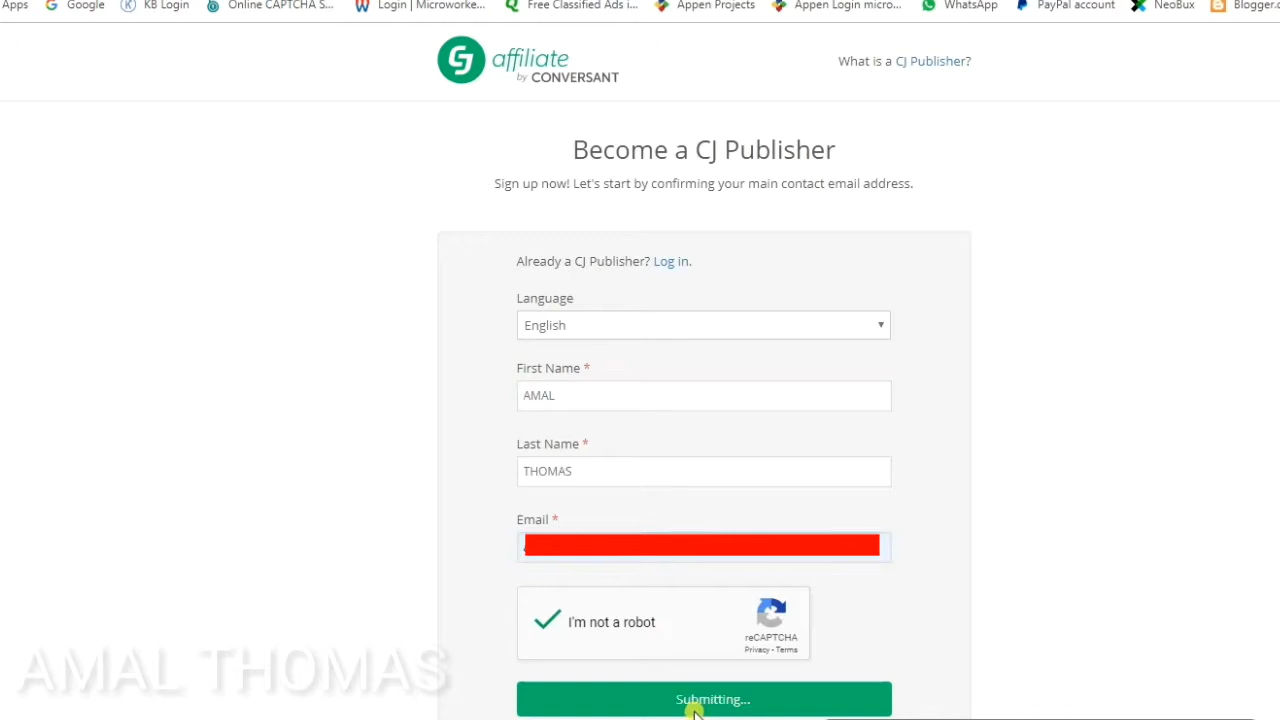 Apps Google KB Login Online CAPTCHA S... Login | Microworke... Free Classified Ads i... Appen Projects Appen Login micro... WhatsApp PayPal account NeoBux Blogger.c
affiliate
by CONVERSANT
What is a CJ Publisher?
Become a CJ Publisher
Sign up now! Let's start by confirming your main contact email address.
Already a CJ Publisher? Log in.
Language
English
First Name *
AMAL
Last Name *
THOMAS
Email *
I'm not a robot
reCAPTCHA
Privacy - Terms
Submitting...
AMAL THOMAS